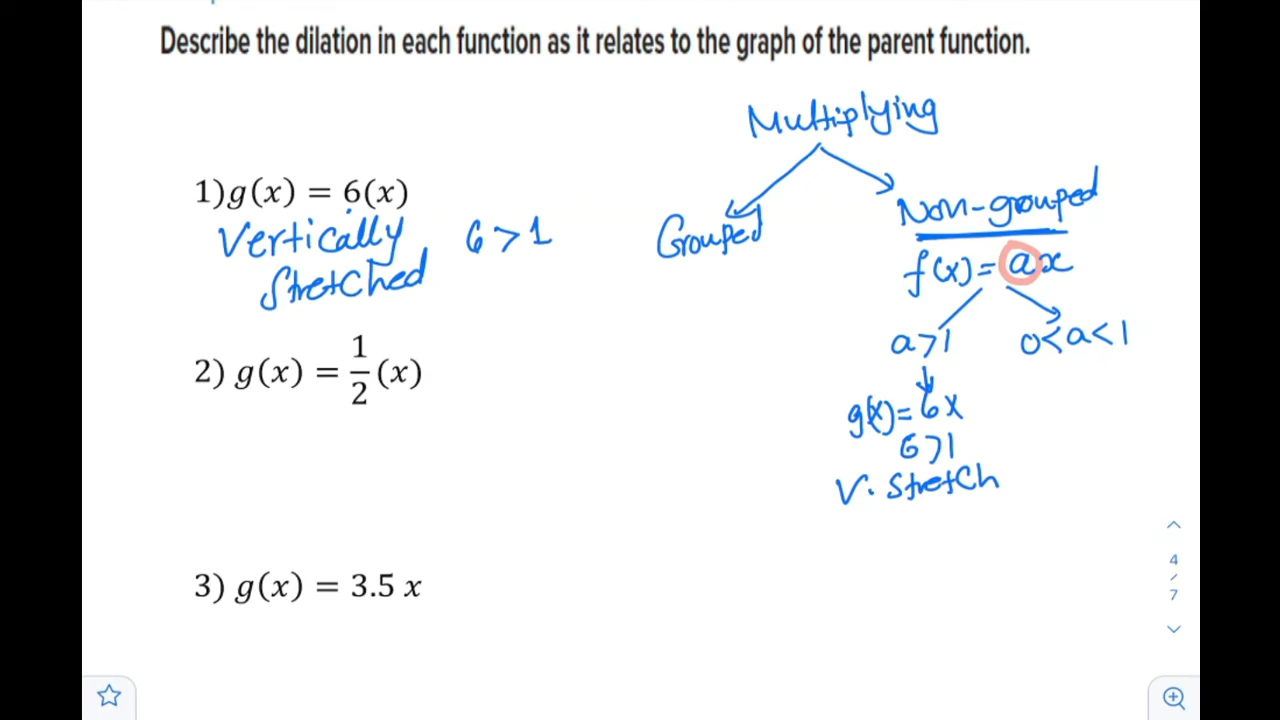 Describe the dilation in each function as it relates to the graph of the parent function.
Multiplying
1)g(x) = 6(x)
Vertically
Stretched
6 > 1
Grouped
Non-grouped
f(x) = ax
a>1
0<a<1
g(x) = 6x
6>1
V. Stretch
2) g(x) = 1/2 (x)
3) g(x) = 3.5 x
4
/
7